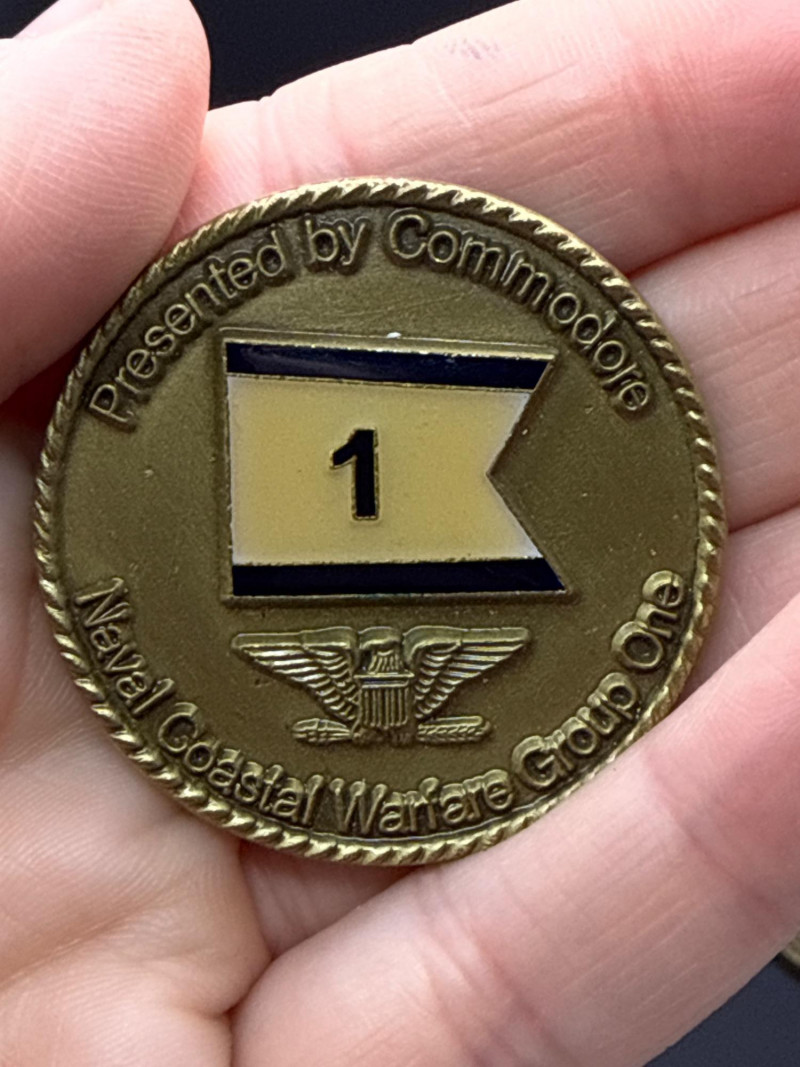 Presented by Commodore
1
Naval Coastal Warfare Group One